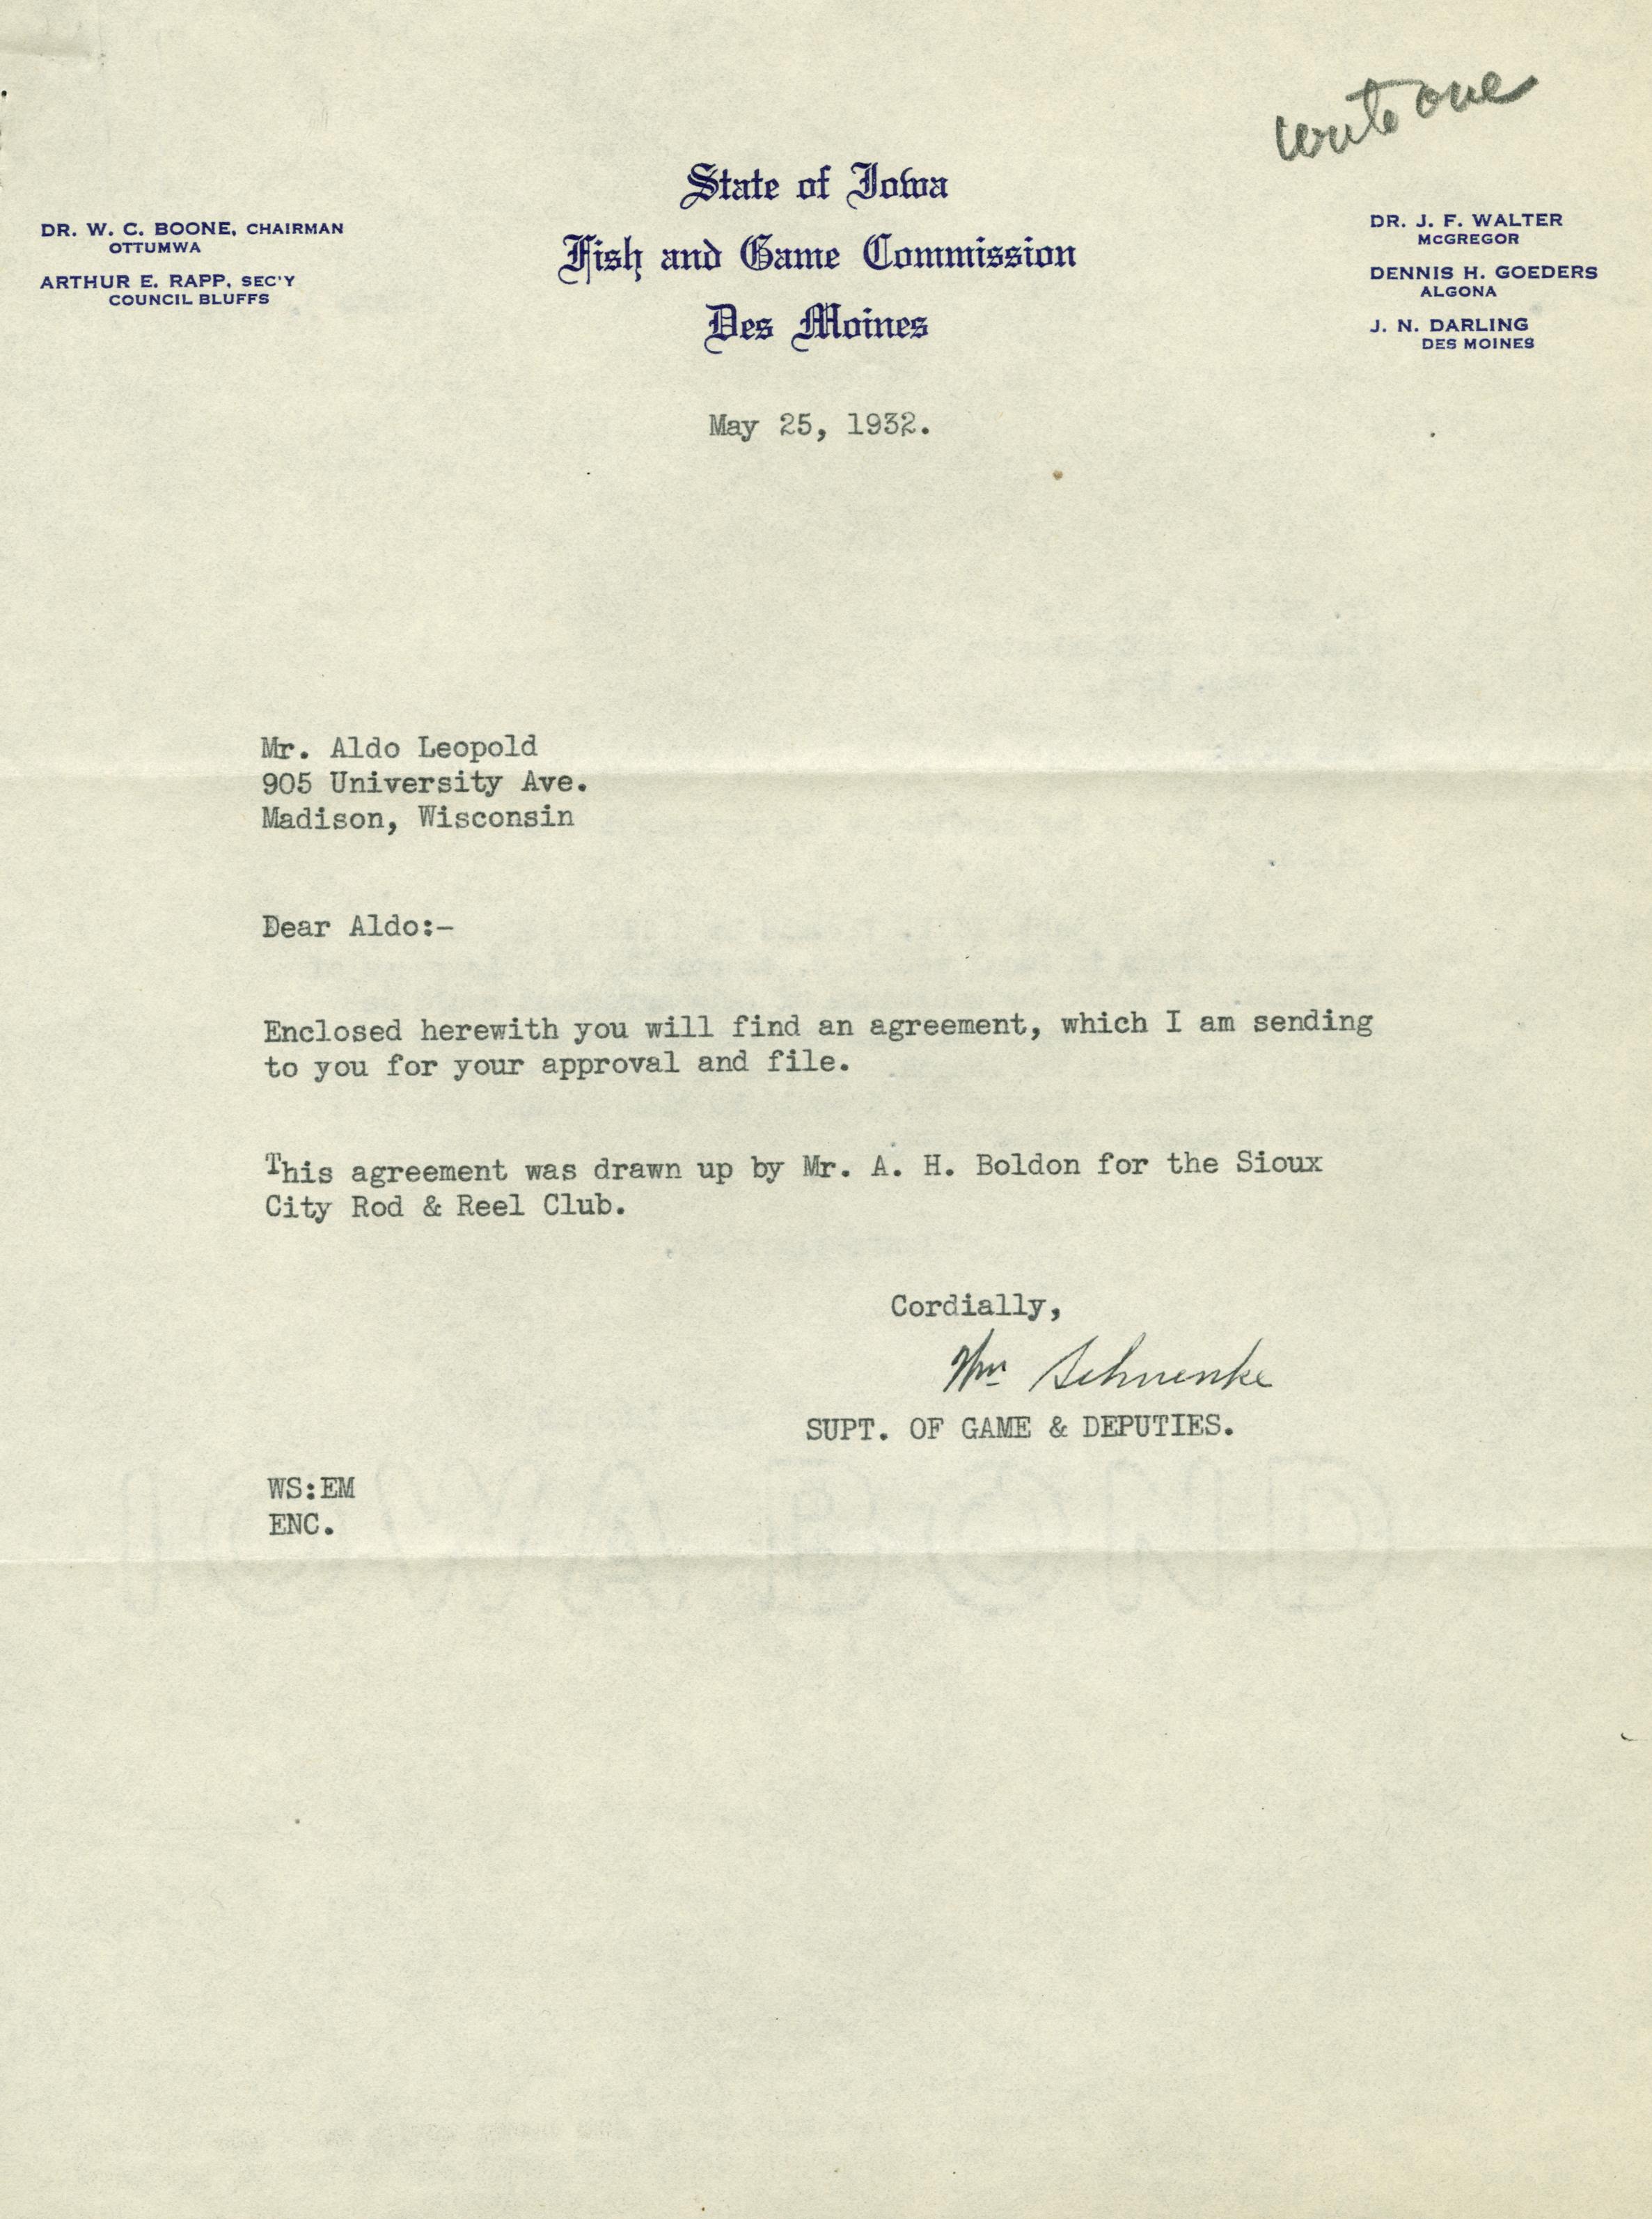 write one
State of Iowa
Fish and Game Commission
Des Moines
DR. W. C. BOONE, CHAIRMAN
OTTUMWA
ARTHUR E. RAPP, SEC'Y
COUNCIL BLUFFS
DR. J. F. WALTER
MCGREGOR
DENNIS H. GOEDERS
ALGONA
J. N. DARLING
DES MOINES
May 25, 1932.
Mr. Aldo Leopold
905 University Ave.
Madison, Wisconsin
Dear Aldo:-
Enclosed herewith you will find an agreement, which I am sending
to you for your approval and file.
This agreement was drawn up by Mr. A. H. Boldon for the Sioux
City Rod & Reel Club.
Cordially,
Wm Schuenke
SUPT. OF GAME & DEPUTIES.
WS:EM
ENC.